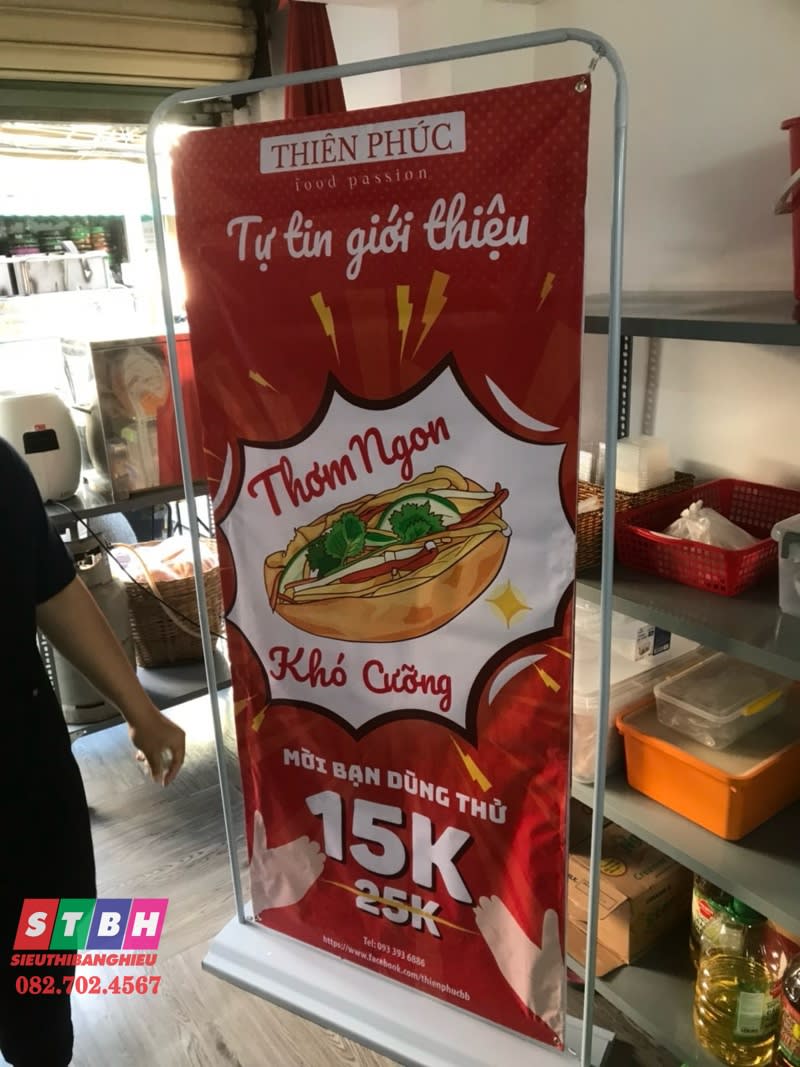 THIÊN PHÚC
food passion
Tự tin giới thiệu
Thơm Ngon
Khó Cưỡng
MỜI BẠN DÙNG THỬ
15K
25K
Tel: 093 393 6886
https://www.facebook.com/thienphucbb
STBH
SIEUTHIBANGHIEU
082.702.4567